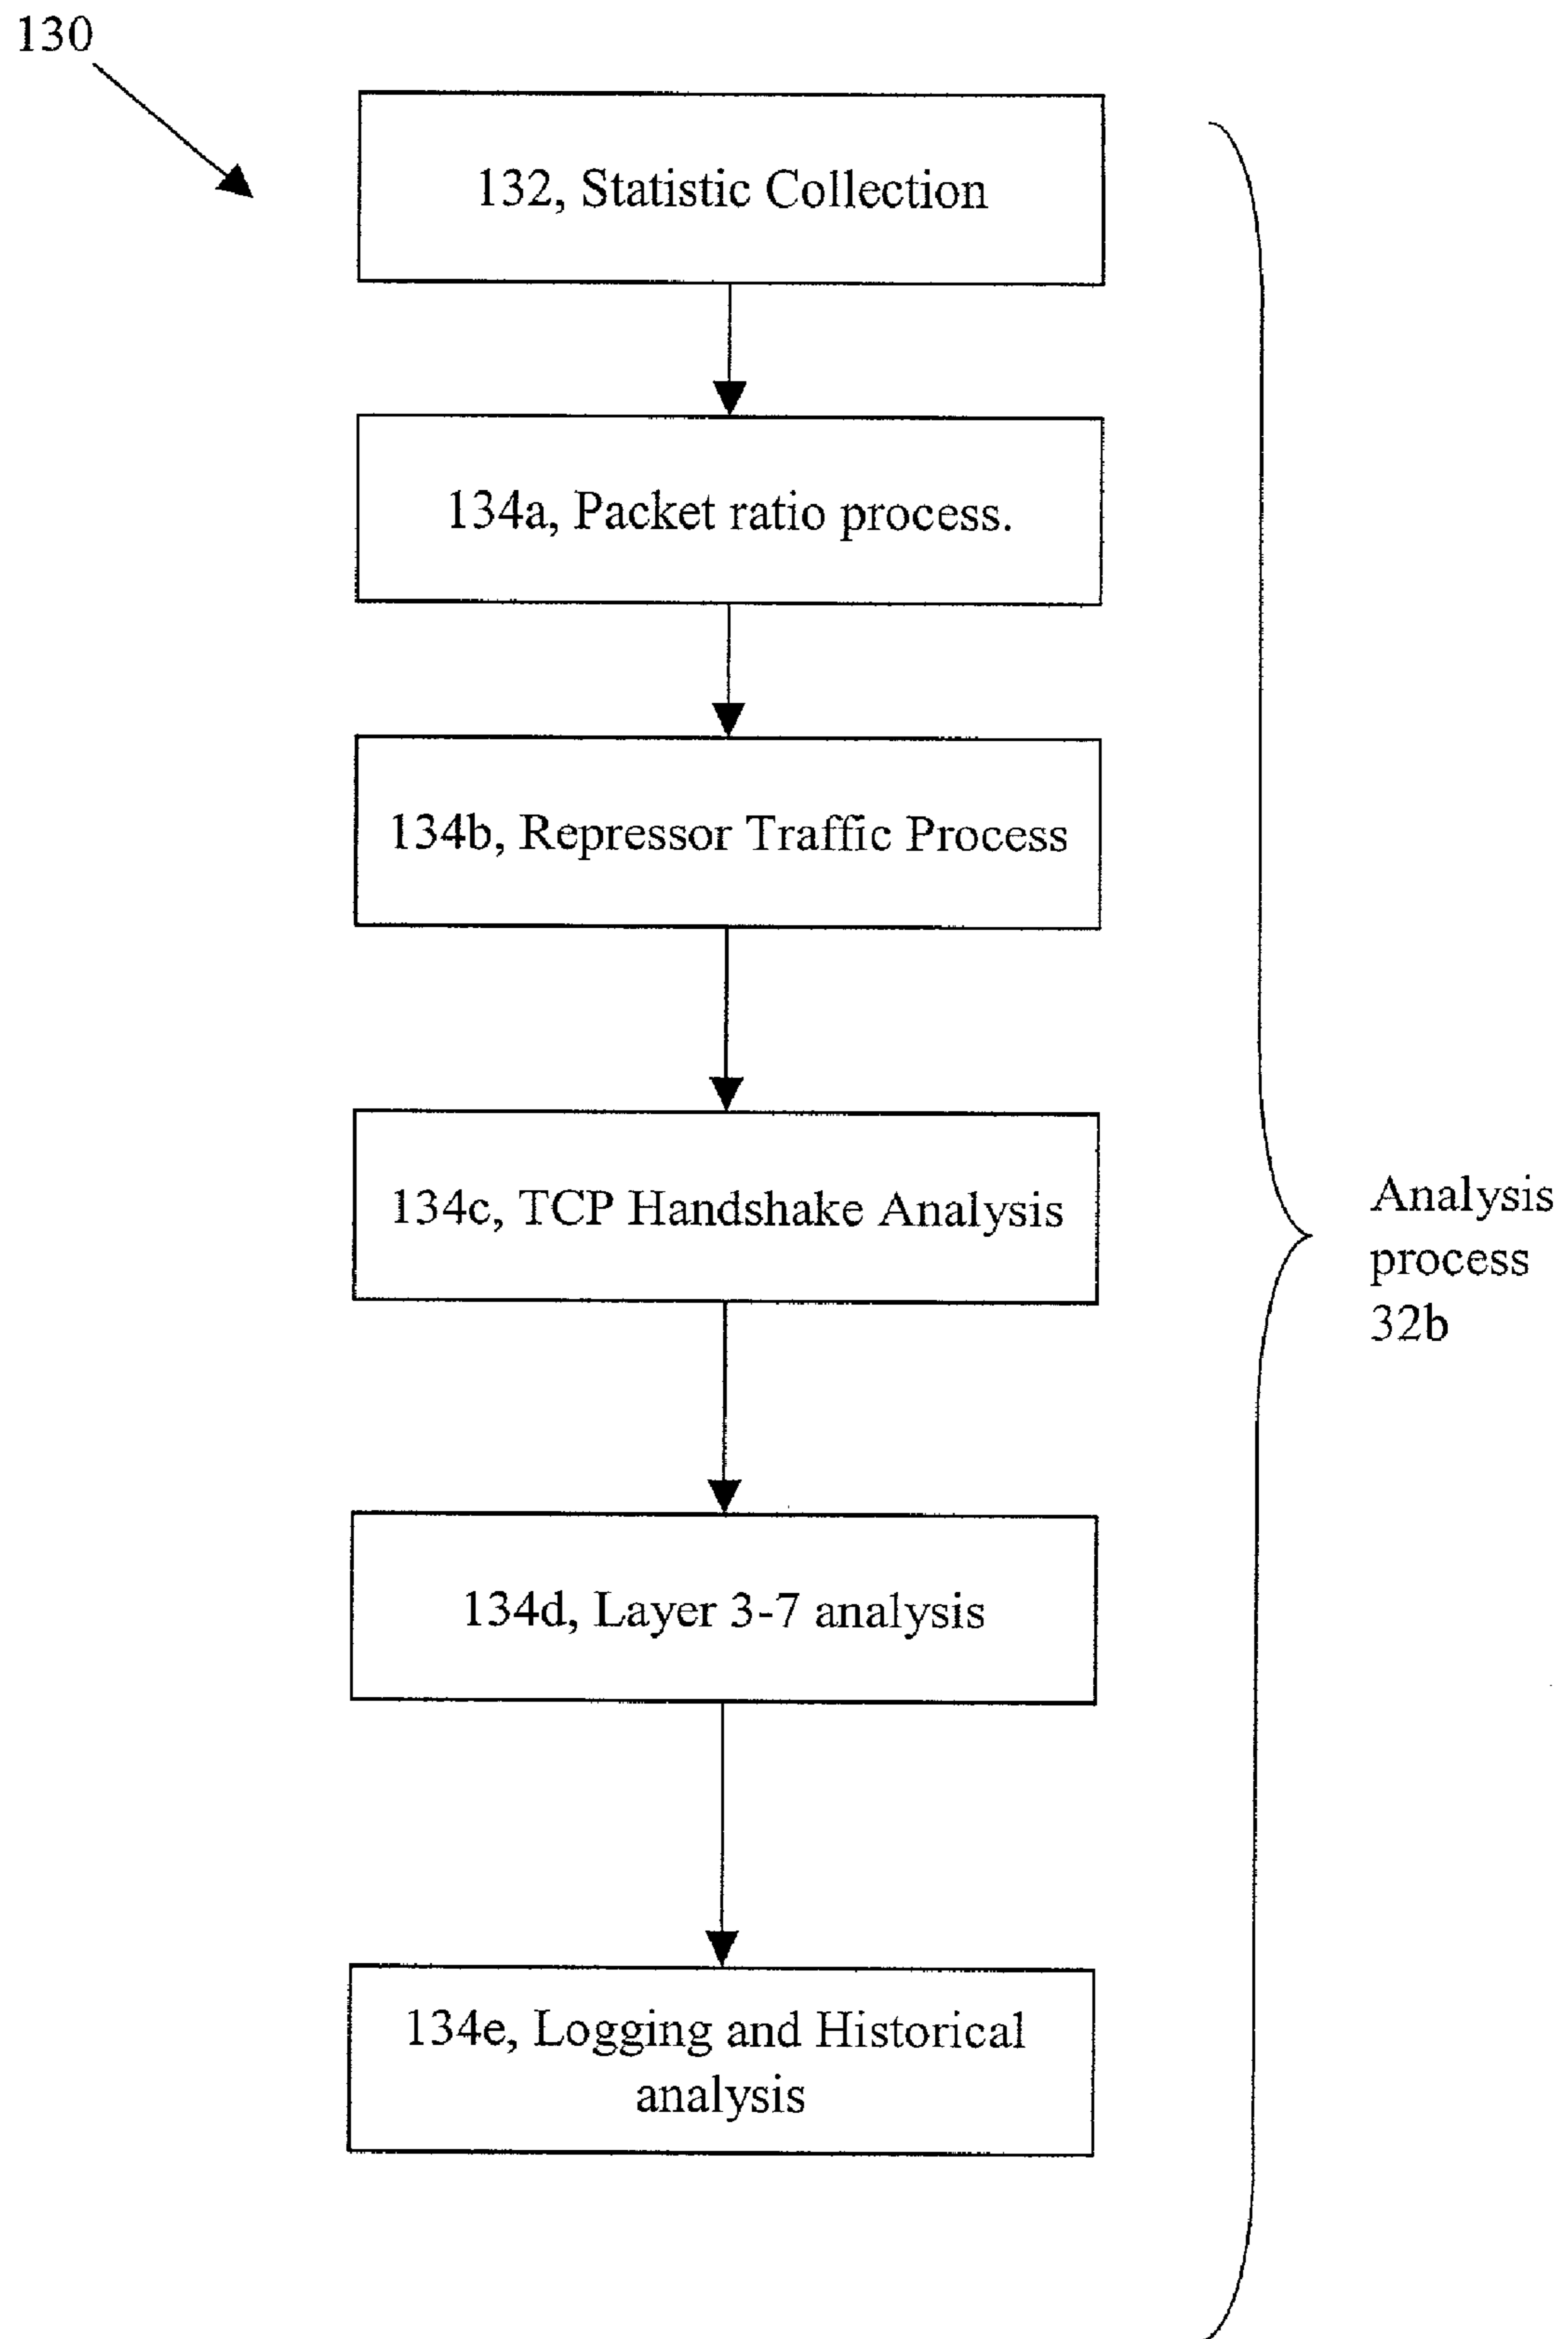 130
132, Statistic Collection
134a, Packet ratio process.
134b, Repressor Traffic Process
134c, TCP Handshake Analysis
Analysis
process
32b
134d, Layer 3-7 analysis
134e, Logging and Historical
analysis